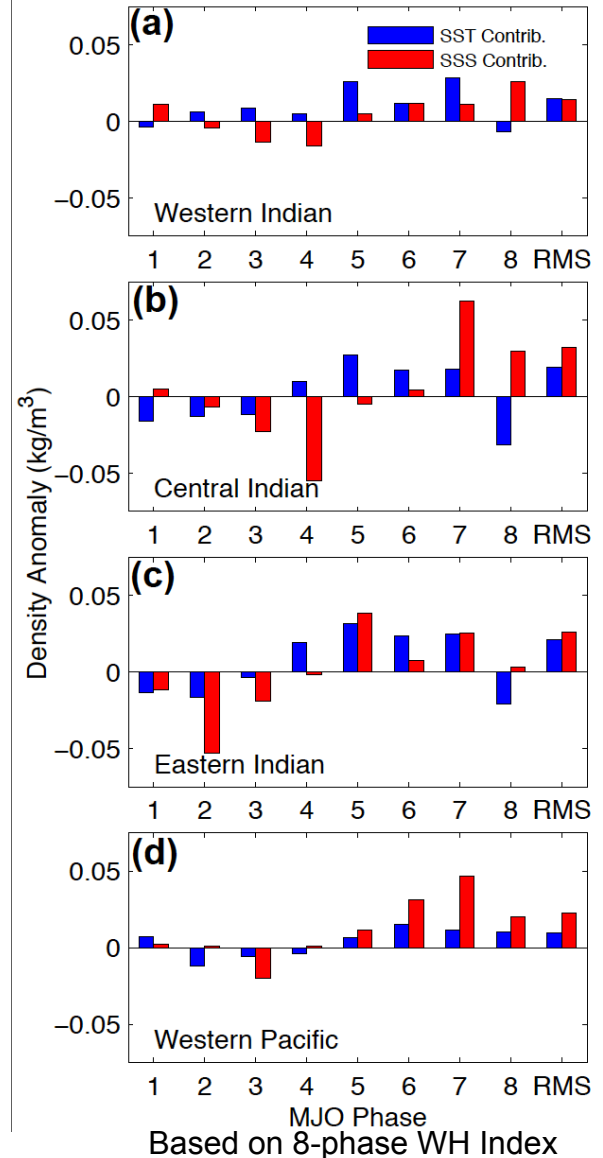 (a)
SST Contrib.
SSS Contrib.
0.05
0
−0.05
Western Indian
1 2 3 4 5 6 7 8 RMS
(b)
0.05
0
−0.05
Central Indian
1 2 3 4 5 6 7 8 RMS
Density Anomaly (kg/m³)
(c)
0.05
0
−0.05
Eastern Indian
1 2 3 4 5 6 7 8 RMS
(d)
0.05
0
−0.05
Western Pacific
1 2 3 4 5 6 7 8 RMS
MJO Phase
Based on 8-phase WH Index